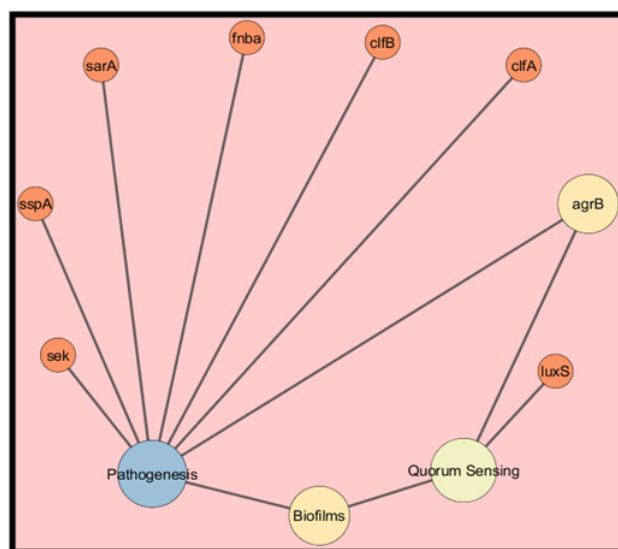 fnba
clfB
sarA
clfA
sspA
agrB
sek
luxS
Pathogenesis
Quorum Sensing
Biofilms